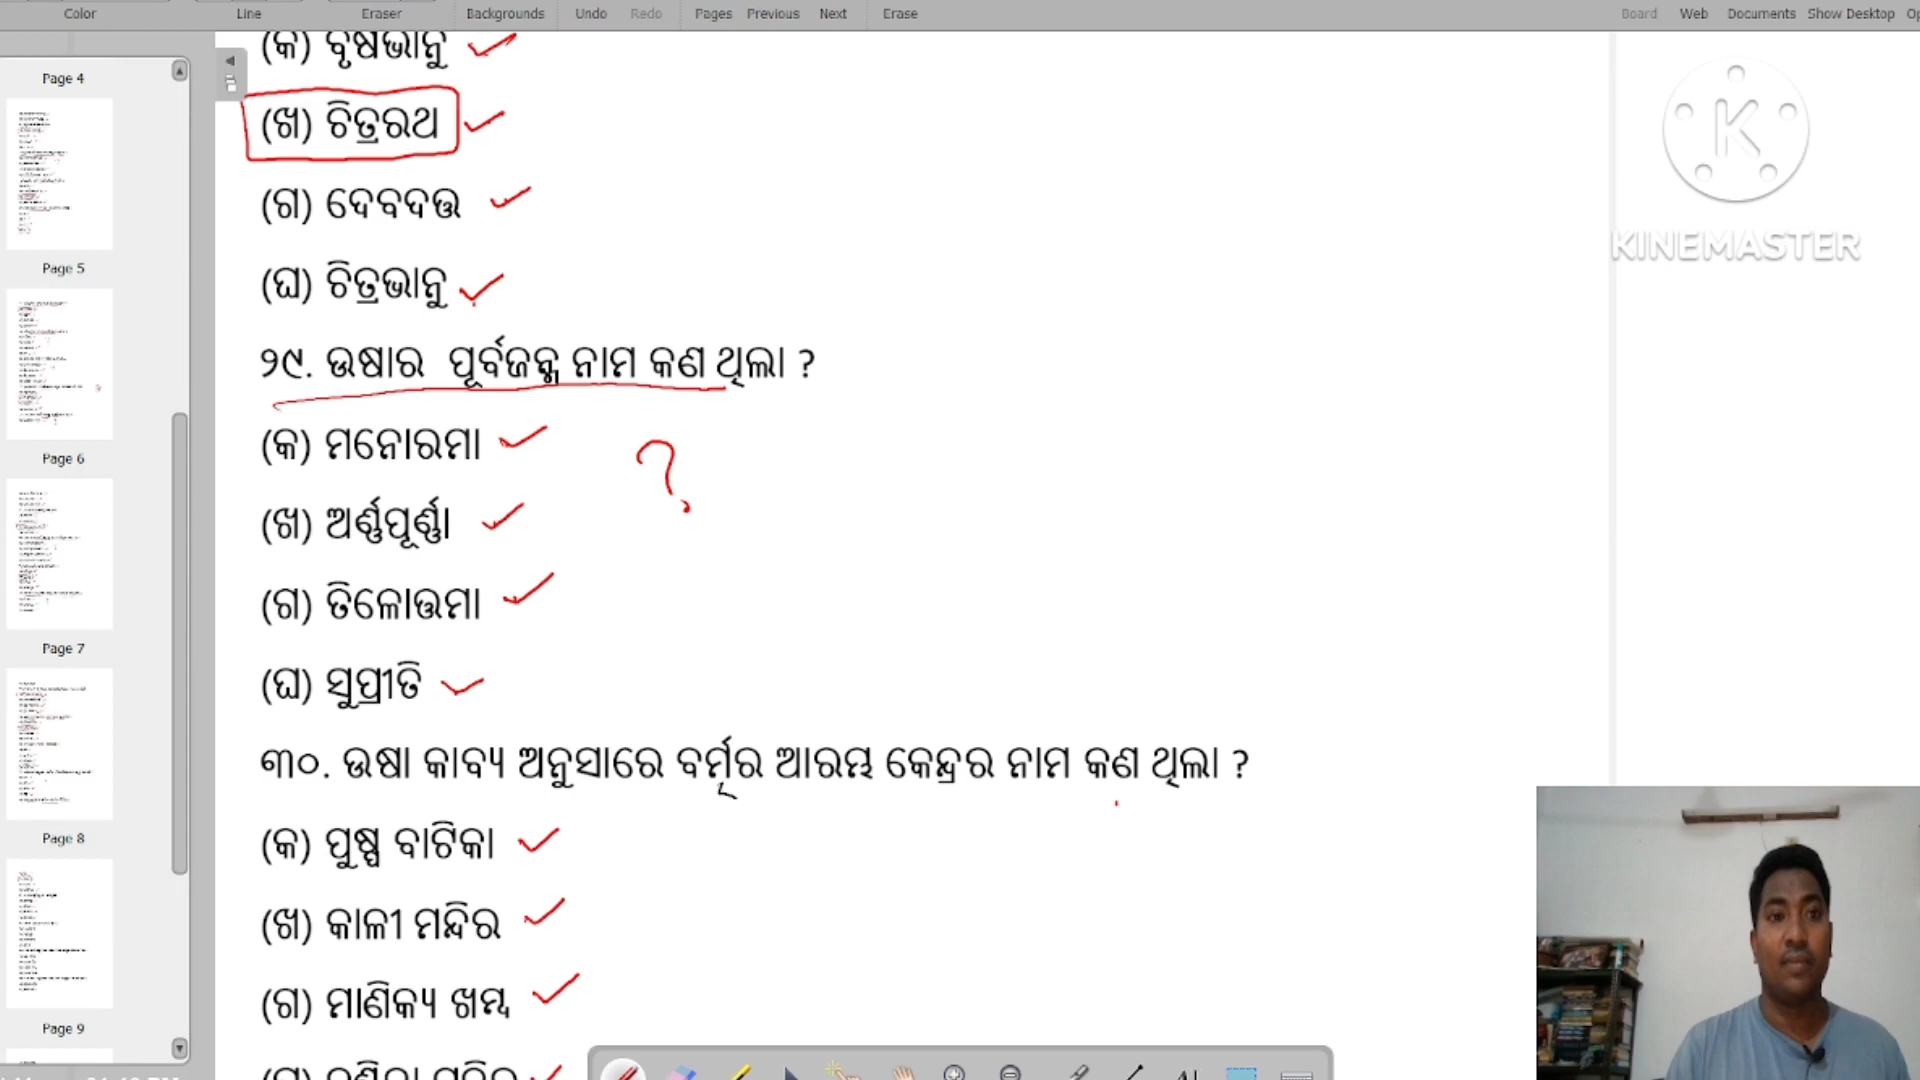 Color Line Eraser Backgrounds Undo Redo Pages Previous Next Erase Board Web Documents Show Desktop
Page 4
Page 5
Page 6
Page 7
Page 8
Page 9
(କ) ବୃଷଭାନୁ
(ଖ) ଚିତ୍ରରଥ
(ଗ) ଦେବଦତ୍ତ
(ଘ) ଚିତ୍ରଭାନୁ
୨୯. ଉଷାର ପୂର୍ବଜନ୍ମ ନାମ କଣ ଥିଲା ?
(କ) ମନୋରମା
?
(ଖ) ଅର୍ଣ୍ଣପୂର୍ଣ୍ଣା
(ଗ) ତିଳୋତ୍ତମା
(ଘ) ସୁପ୍ରୀତି
୩୦. ଉଷା କାବ୍ୟ ଅନୁସାରେ ବର୍ତ୍ମର ଆରମ୍ଭ କେନ୍ଦ୍ରର ନାମ କଣ ଥିଲା ?
(କ) ପୁଷ୍ପ ବାଟିକା
(ଖ) କାଳୀ ମନ୍ଦିର
(ଗ) ମାଣିକ୍ୟ ଖମ୍ବ
K
KINEMASTER